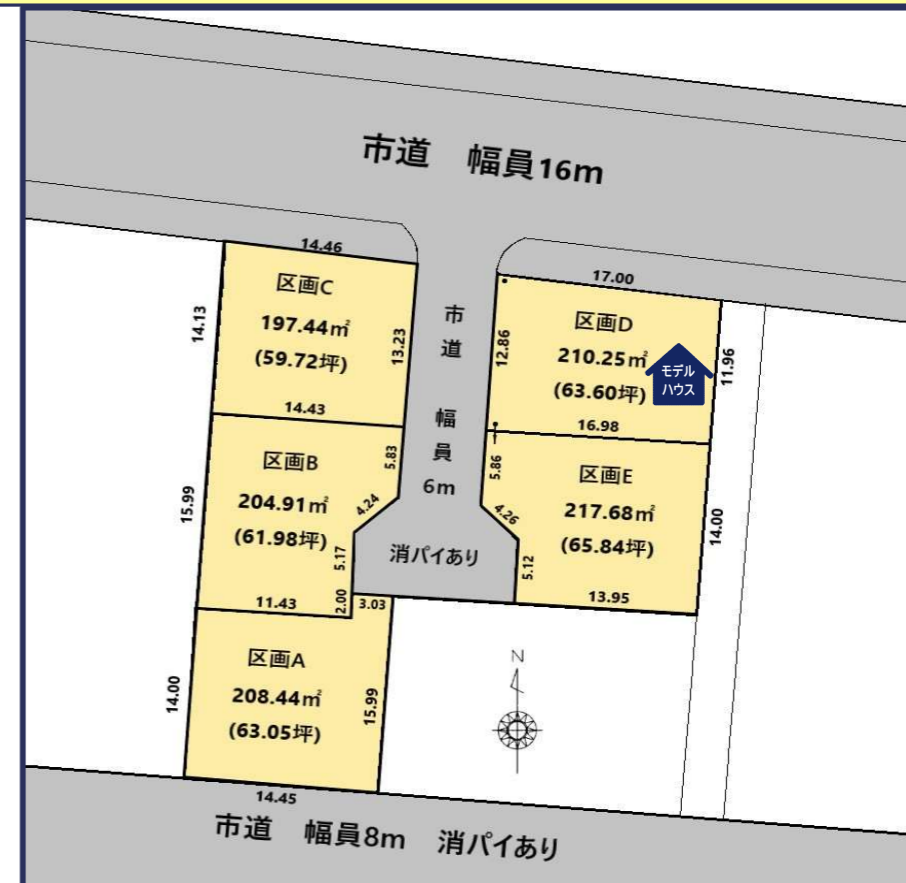 市道　幅員16m
14.46
17.00
区画C
197.44㎡
(59.72坪)
14.13
13.23
14.43
市道　幅員6m
区画D
210.25㎡
(63.60坪)
12.86
11.96
モデル
ハウス
16.98
区画B
204.91㎡
(61.98坪)
15.99
5.83
4.24
5.17
2.00
11.43
3.03
消パイあり
区画E
217.68㎡
(65.84坪)
5.86
4.26
5.12
14.00
13.95
区画A
208.44㎡
(63.05坪)
14.00
15.99
14.45
N
市道　幅員8m　消パイあり